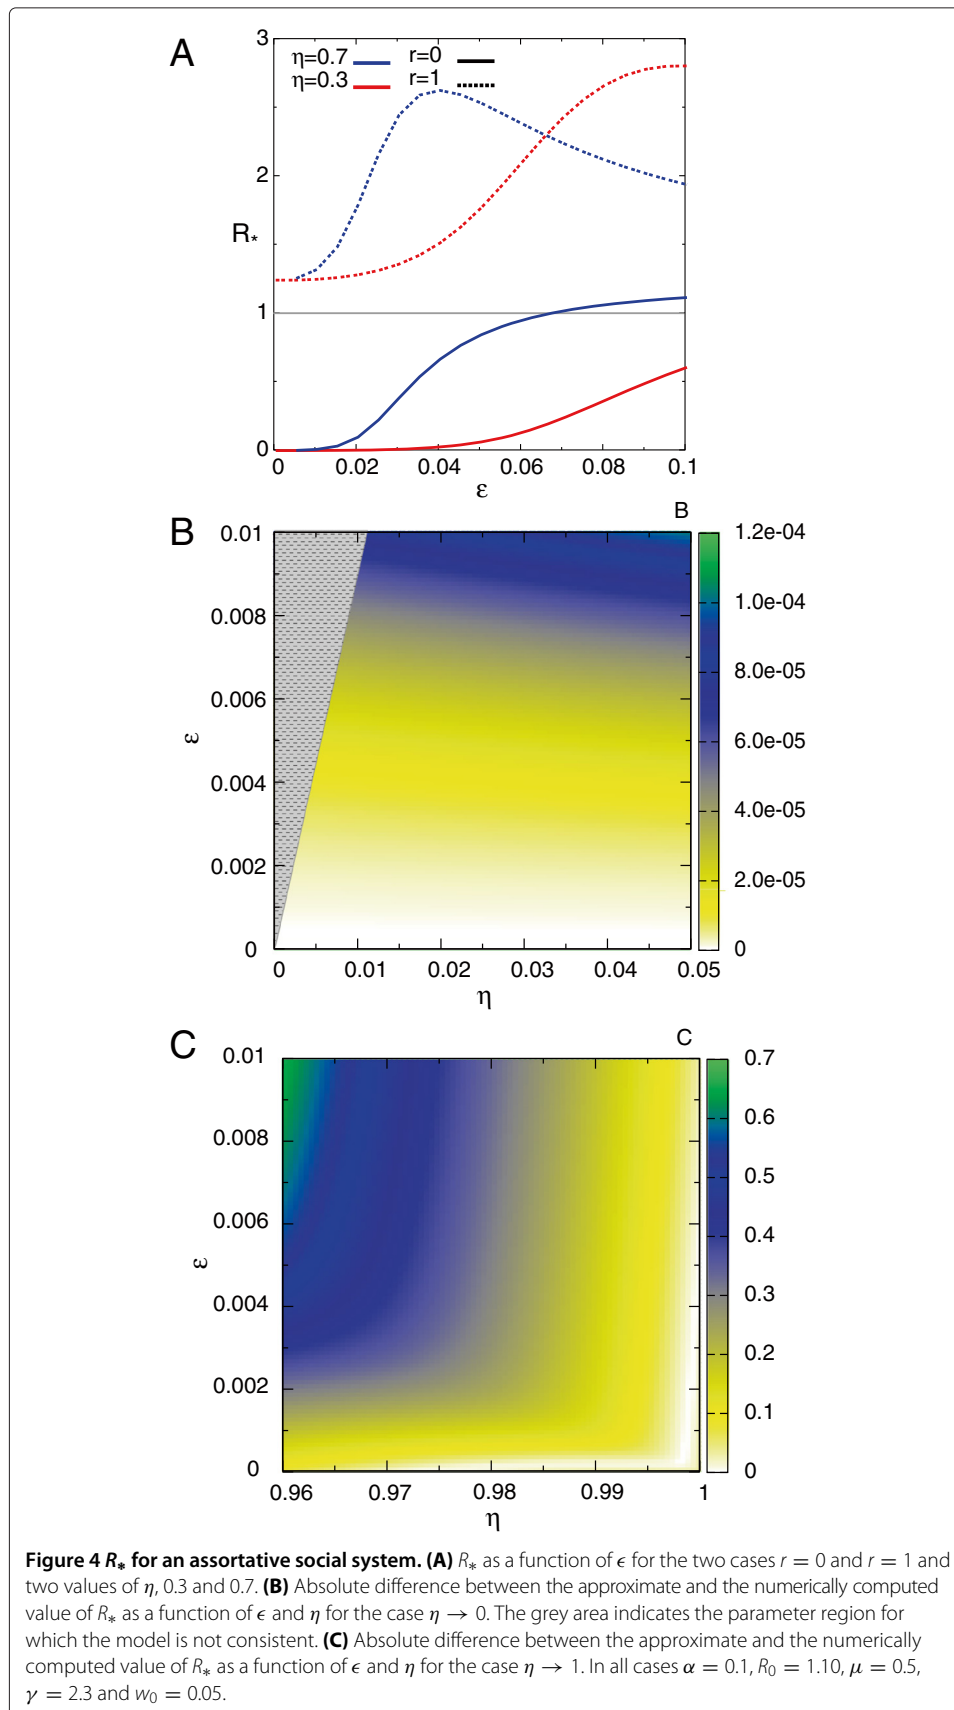 A
η=0.7 r=0
η=0.3 r=1
3
2
R*
1
0
0 0.02 0.04 0.06 0.08 0.1
ε
B
B
0.01
0.008
0.006
ε
0.004
0.002
0
0 0.01 0.02 0.03 0.04 0.05
η
1.2e-04
1.0e-04
8.0e-05
6.0e-05
4.0e-05
2.0e-05
0
C
C
0.01
0.008
0.006
ε
0.004
0.002
0
0.96 0.97 0.98 0.99 1
η
0.7
0.6
0.5
0.4
0.3
0.2
0.1
0
Figure 4 R∗ for an assortative social system. (A) R∗ as a function of ϵ for the two cases r = 0 and r = 1 and
two values of η, 0.3 and 0.7. (B) Absolute difference between the approximate and the numerically computed
value of R∗ as a function of ϵ and η for the case η → 0. The grey area indicates the parameter region for
which the model is not consistent. (C) Absolute difference between the approximate and the numerically
computed value of R∗ as a function of ϵ and η for the case η → 1. In all cases α = 0.1, R0 = 1.10, μ = 0.5,
γ = 2.3 and w0 = 0.05.